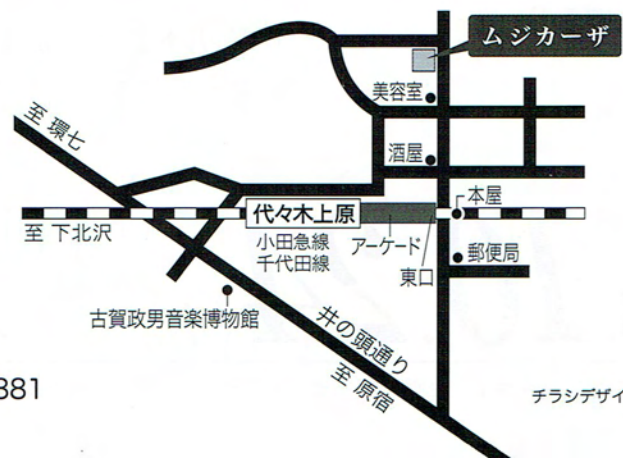 ムジカーザ
美容室
至 環七
酒屋
本屋
代々木上原
至 下北沢
小田急線
千代田線
アーケード
東口
郵便局
古賀政男音楽博物館
井の頭通り
至 原宿
381
チラシデザイ